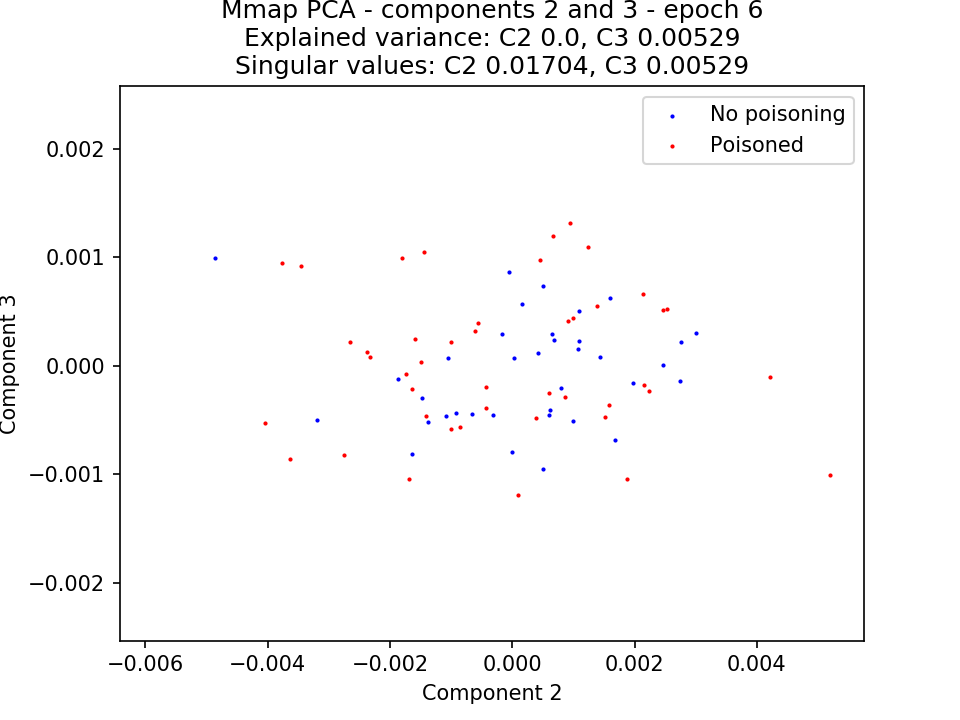 Mmap PCA - components 2 and 3 - epoch 6
Explained variance: C2 0.0, C3 0.00529
Singular values: C2 0.01704, C3 0.00529
No poisoning
Poisoned
0.002
0.001
0.000
−0.001
−0.002
Component 3
−0.006
−0.004
−0.002
0.000
0.002
0.004
Component 2